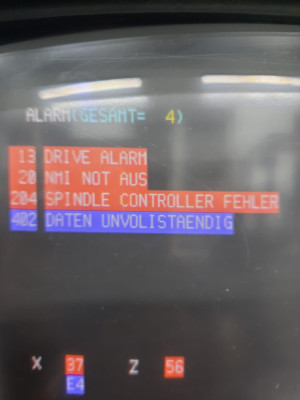 ALARM(GESAMT= 4)
13 DRIVE ALARM
20 NMI NOT AUS
204 SPINDLE CONTROLLER FEHLER
402 DATEN UNVOLISTAENDIG
X 37 Z 56
E4